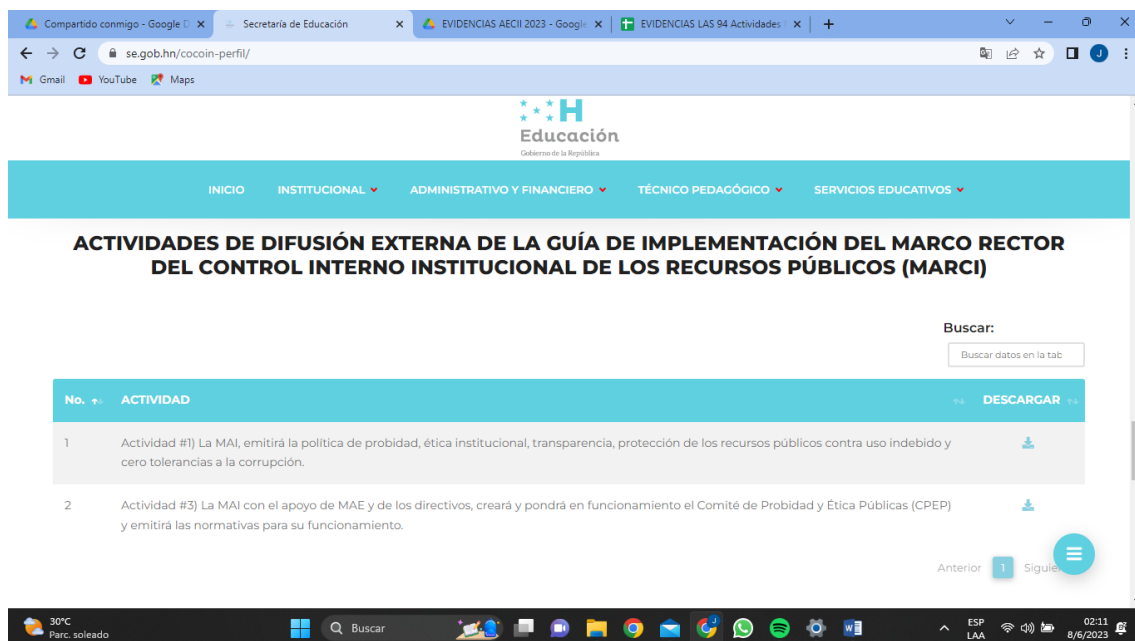 Compartido conmigo - Google D
Secretaría de Educación
EVIDENCIAS AECII 2023 - Google
EVIDENCIAS LAS 94 Actividades
se.gob.hn/cocoin-perfil/
J
Gmail YouTube Maps
H
Educación
Gobierno de la República
INICIO INSTITUCIONAL ADMINISTRATIVO Y FINANCIERO TÉCNICO PEDAGÓGICO SERVICIOS EDUCATIVOS
ACTIVIDADES DE DIFUSIÓN EXTERNA DE LA GUÍA DE IMPLEMENTACIÓN DEL MARCO RECTOR
DEL CONTROL INTERNO INSTITUCIONAL DE LOS RECURSOS PÚBLICOS (MARCI)
Buscar:
Buscar datos en la tab
No. ACTIVIDAD DESCARGAR
1 Actividad #1) La MAI, emitirá la política de probidad, ética institucional, transparencia, protección de los recursos públicos contra uso indebido y
cero tolerancias a la corrupción.
2 Actividad #3) La MAI con el apoyo de MAE y de los directivos, creará y pondrá en funcionamiento el Comité de Probidad y Ética Públicas (CPEP)
y emitirá las normativas para su funcionamiento.
Anterior 1 Siguie
30°C
Parc. soleado
Buscar
ESP
LAA
02:11
8/6/2023